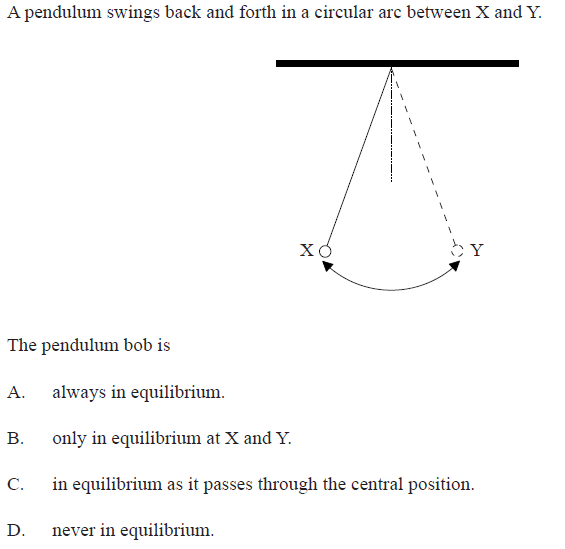 A pendulum swings back and forth in a circular arc between X and Y.
X Y
The pendulum bob is
A. always in equilibrium.
B. only in equilibrium at X and Y.
C. in equilibrium as it passes through the central position.
D. never in equilibrium.